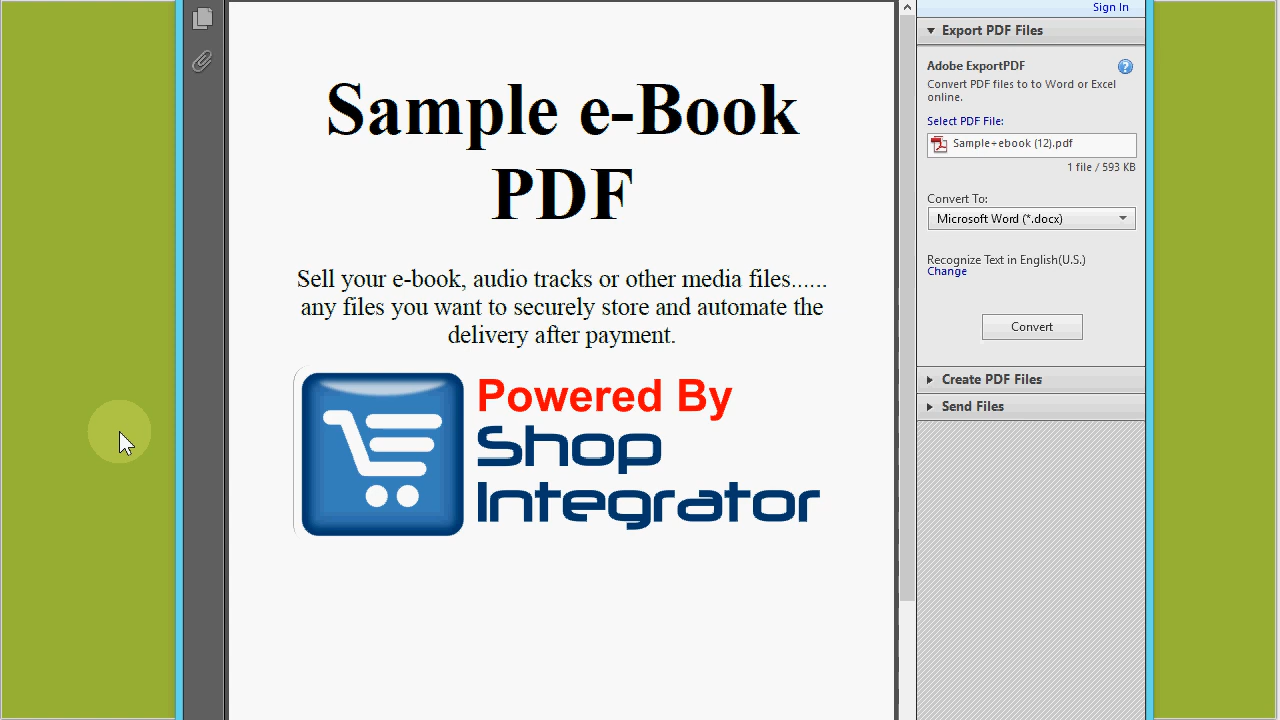 Sample e-Book
PDF
Sell your e-book, audio tracks or other media files......
any files you want to securely store and automate the
delivery after payment.
Powered By
Shop
Integrator
Sign In
Export PDF Files
Adobe ExportPDF
Convert PDF files to to Word or Excel
online.
Select PDF File:
Sample+ebook (12).pdf
1 file / 593 KB
Convert To:
Microsoft Word (*.docx)
Recognize Text in English(U.S.)
Change
Convert
Create PDF Files
Send Files